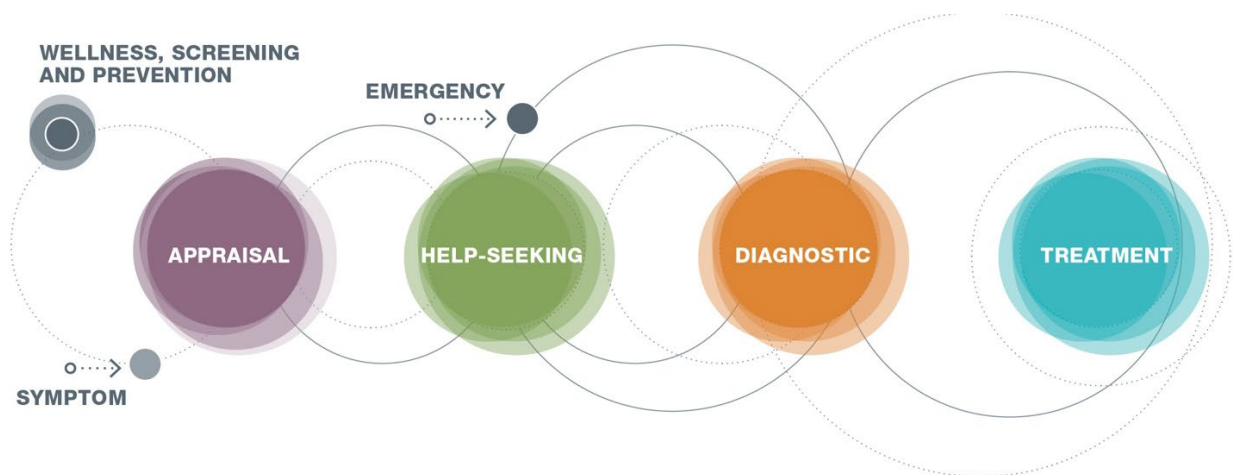 WELLNESS, SCREENING
AND PREVENTION
EMERGENCY
APPRAISAL
HELP-SEEKING
DIAGNOSTIC
TREATMENT
SYMPTOM